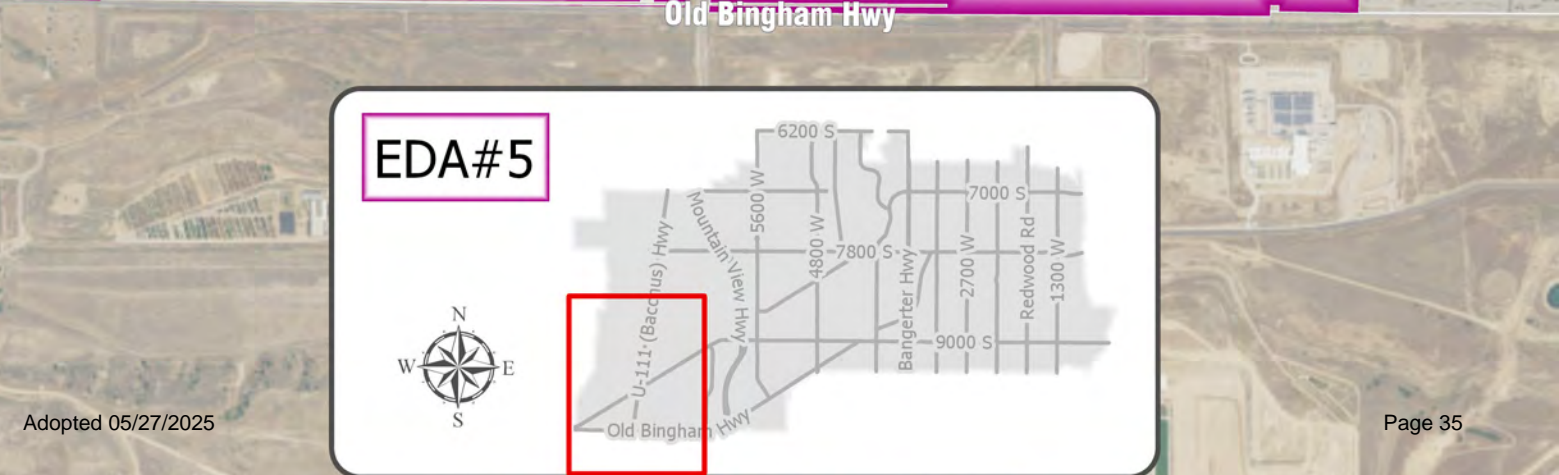 Old Bingham Hwy
EDA#5
6200 S
7000 S
5600 W
Mountain View Hwy
U-111 (Bacchus) Hwy
4800 W
7800 S
Bangerter Hwy
2700 W
Redwood Rd
1300 W
9000 S
N
W
E
S
Old Bingham Hwy
Adopted 05/27/2025
Page 35